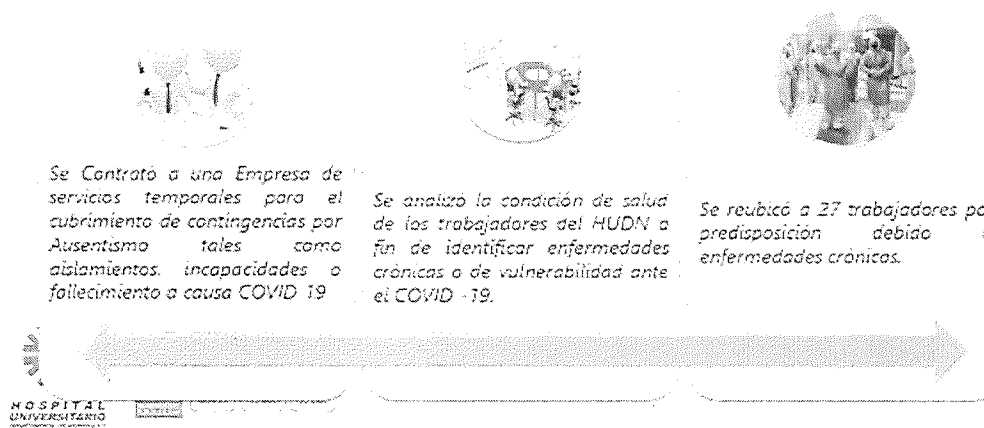 Se Contrató a una Empresa de
servicios temporales para el
cubrimiento de contingencias por
Ausentismo tales como
aislamientos, incapacidades o
fallecimiento a causa COVID 19
Se analizó la condición de salud
de los trabajadores del HUDN a
fin de identificar enfermedades
crónicas o de vulnerabilidad ante
el COVID -19.
Se reubicó a 27 trabajadores po
predisposición debido
enfermedades crónicas.
HOSPITAL
UNIVERSITARIO